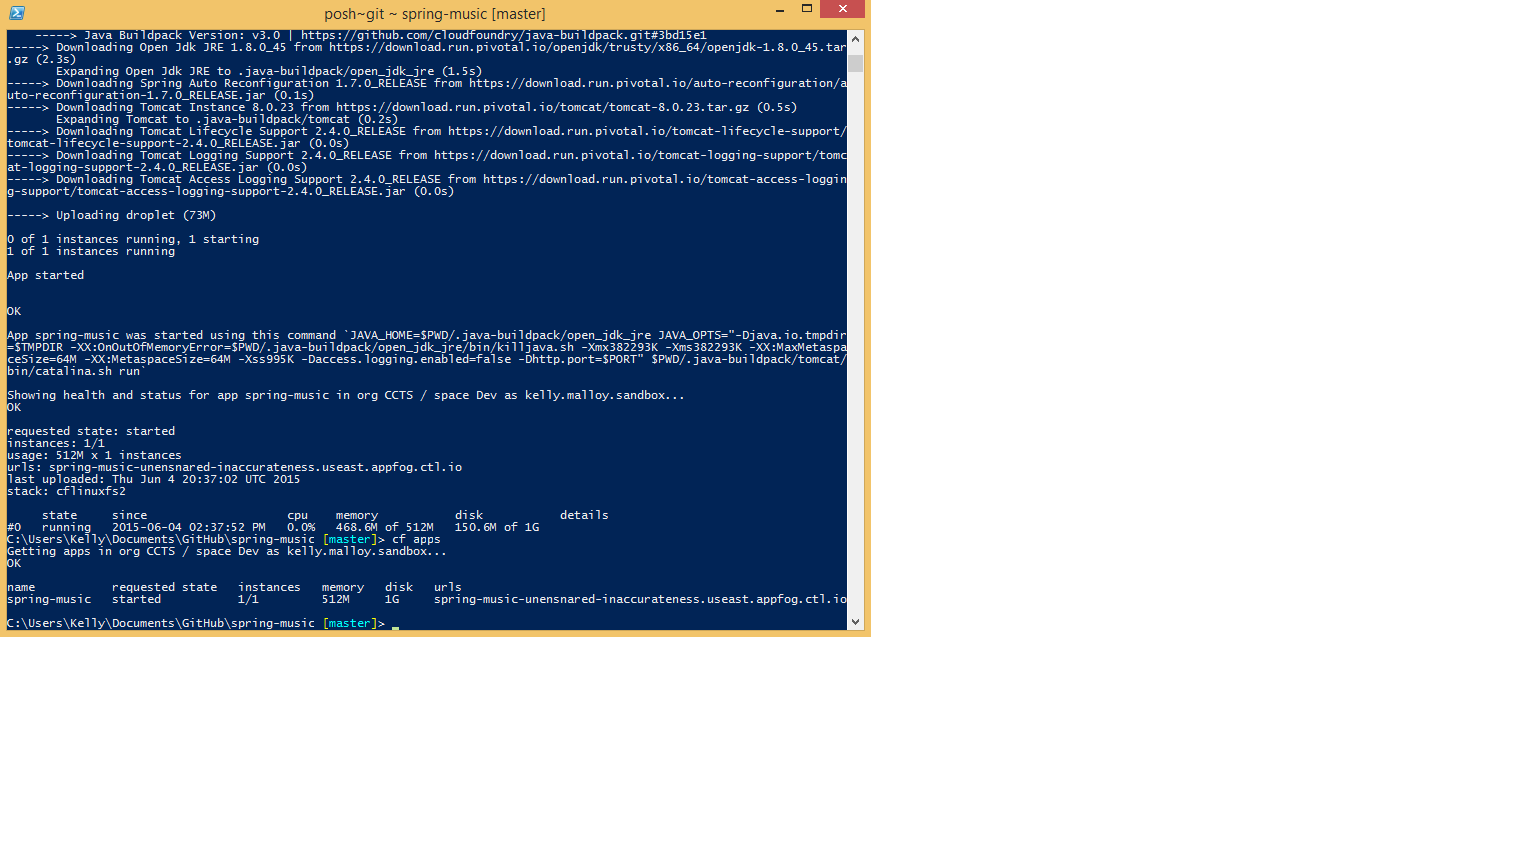 posh~git ~ spring-music [master]
-----> Java Buildpack Version: v3.0 | https://github.com/cloudfoundry/java-buildpack.git#3bd15e1
-----> Downloading Open Jdk JRE 1.8.0_45 from https://download.run.pivotal.io/openjdk/trusty/x86_64/openjdk-1.8.0_45.tar
.gz (2.3s)
Expanding Open Jdk JRE to .java-buildpack/open_jdk_jre (1.5s)
-----> Downloading Spring Auto Reconfiguration 1.7.0_RELEASE from https://download.run.pivotal.io/auto-reconfiguration/a
uto-reconfiguration-1.7.0_RELEASE.jar (0.1s)
-----> Downloading Tomcat Instance 8.0.23 from https://download.run.pivotal.io/tomcat/tomcat-8.0.23.tar.gz (0.5s)
Expanding Tomcat to .java-buildpack/tomcat (0.2s)
-----> Downloading Tomcat Lifecycle Support 2.4.0_RELEASE from https://download.run.pivotal.io/tomcat-lifecycle-support/
tomcat-lifecycle-support-2.4.0_RELEASE.jar (0.0s)
-----> Downloading Tomcat Logging Support 2.4.0_RELEASE from https://download.run.pivotal.io/tomcat-logging-support/tomc
at-logging-support-2.4.0_RELEASE.jar (0.0s)
-----> Downloading Tomcat Access Logging Support 2.4.0_RELEASE from https://download.run.pivotal.io/tomcat-access-loggin
g-support/tomcat-access-logging-support-2.4.0_RELEASE.jar (0.0s)
-----> Uploading droplet (73M)
0 of 1 instances running, 1 starting
1 of 1 instances running
App started
OK
App spring-music was started using this command `JAVA_HOME=$PWD/.java-buildpack/open_jdk_jre JAVA_OPTS="-Djava.io.tmpdir
=$TMPDIR -XX:OnOutOfMemoryError=$PWD/.java-buildpack/open_jdk_jre/bin/killjava.sh -Xmx382293K -Xms382293K -XX:MaxMetaspa
ceSize=64M -XX:MetaspaceSize=64M -Xss995K -Daccess.logging.enabled=false -Dhttp.port=$PORT" $PWD/.java-buildpack/tomcat/
bin/catalina.sh run`
Showing health and status for app spring-music in org CCTS / space Dev as kelly.malloy.sandbox...
OK
requested state: started
instances: 1/1
usage: 512M x 1 instances
urls: spring-music-unensnared-inaccurateness.useast.appfog.ctl.io
last uploaded: Thu Jun 4 20:37:02 UTC 2015
stack: cflinuxfs2
state since cpu memory disk details
#0 running 2015-06-04 02:37:52 PM 0.0% 468.6M of 512M 150.6M of 1G
C:\Users\Kelly\Documents\GitHub\spring-music [master]> cf apps
Getting apps in org CCTS / space Dev as kelly.malloy.sandbox...
OK
name requested state instances memory disk urls
spring-music started 1/1 512M 1G spring-music-unensnared-inaccurateness.useast.appfog.ctl.io
C:\Users\Kelly\Documents\GitHub\spring-music [master]> _